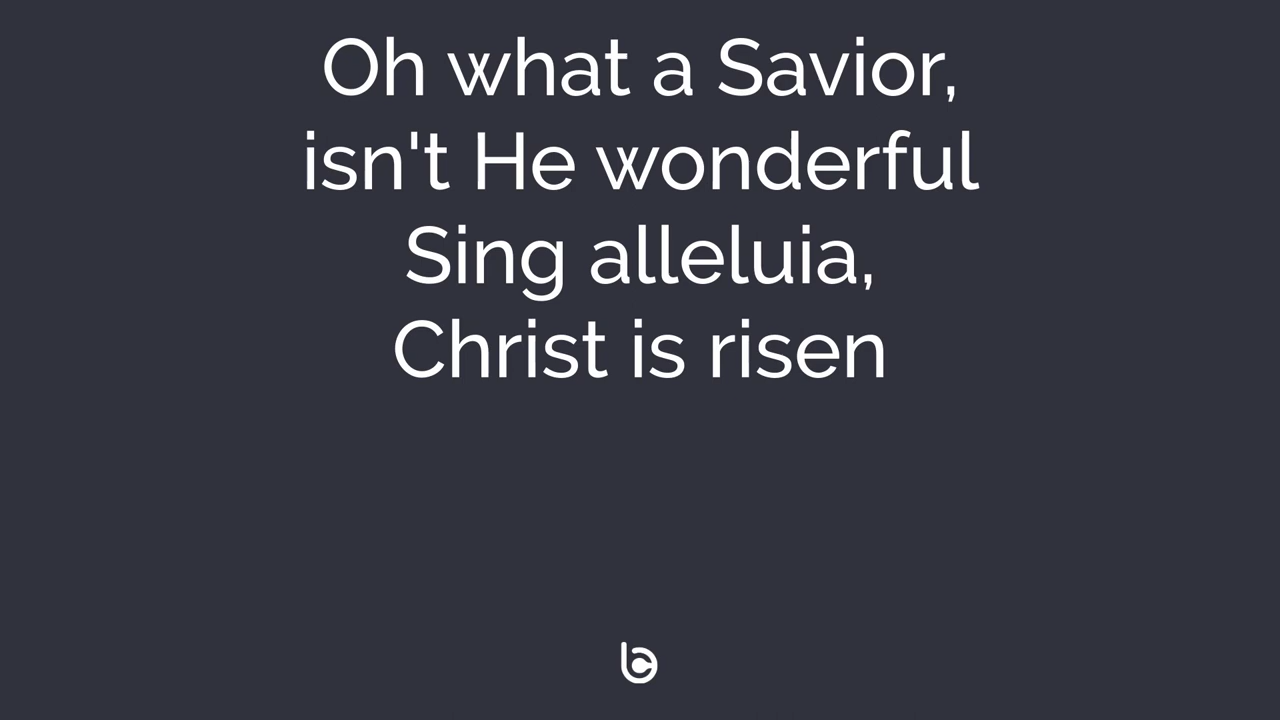 Oh what a Savior,
isn't He wonderful
Sing alleluia,
Christ is risen